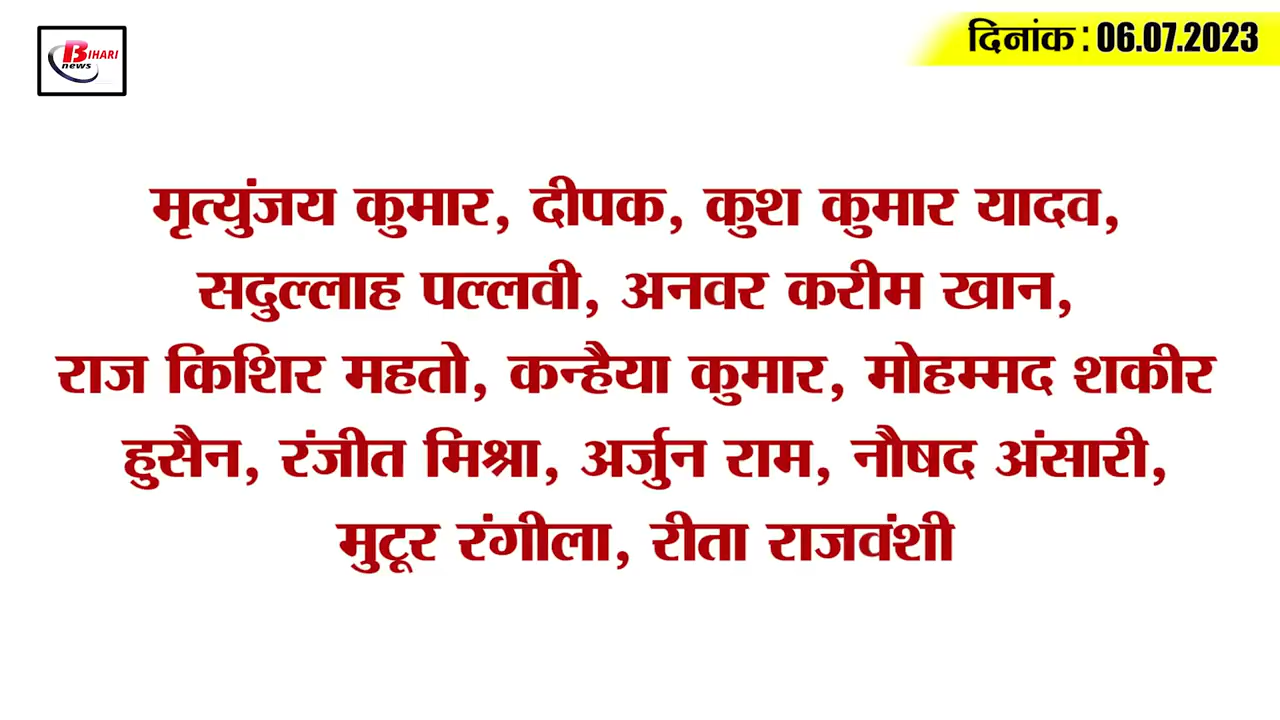 BIHARI
news
दिनांक : 06.07.2023
मृत्युंजय कुमार, दीपक, कुश कुमार यादव,
सदुल्लाह पल्लवी, अनवर करीम खान,
राज किशिर महतो, कन्हैया कुमार, मोहम्मद शकीर
हुसैन, रंजीत मिश्रा, अर्जुन राम, नौषद अंसारी,
मुटूर रंगीला, रीता राजवंशी